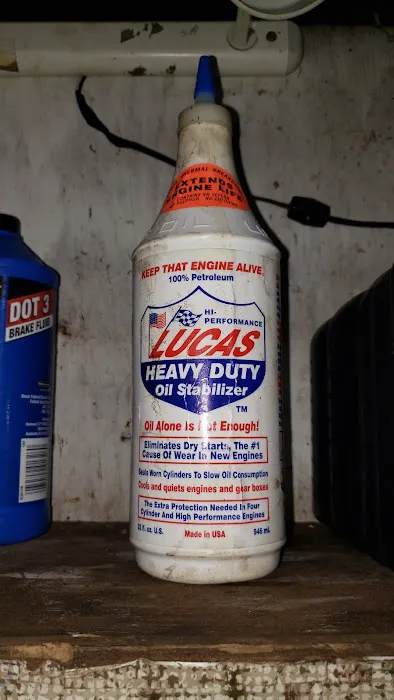 EXTENDS
ENGINE LIFE
KEEP THAT ENGINE ALIVE.
100% Petroleum
HI-
PERFORMANCE
LUCAS
HEAVY DUTY
Oil Stabilizer
TM
Oil Alone Is Not Enough!
Eliminates Dry Starts, The #1
Cause Of Wear In New Engines
Seals Worn Cylinders To Slow Oil Consumption
Cools and quiets engines and gear boxes
The Extra Protection Needed In Four
Cylinder And High Performance Engines
32 fl. oz. U.S.
946 mL
Made in USA
DOT 3
BRAKE FLUID